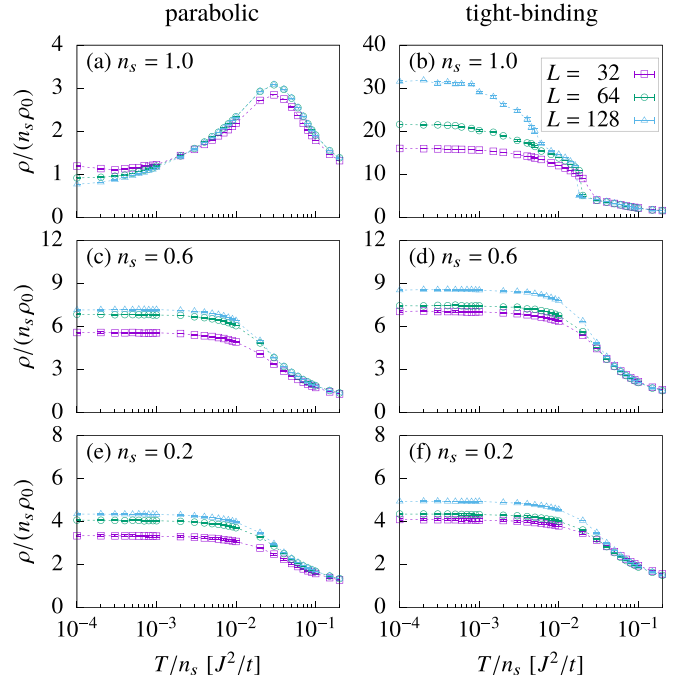 parabolic tight-binding
(a) n_s = 1.0
ρ/(n_s ρ_0)
4
3
2
1
0
(b) n_s = 1.0
L = 32
L = 64
L = 128
40
30
20
10
0
(c) n_s = 0.6
ρ/(n_s ρ_0)
12
9
6
3
0
(d) n_s = 0.6
12
9
6
3
0
(e) n_s = 0.2
ρ/(n_s ρ_0)
8
6
4
2
0
(f) n_s = 0.2
8
6
4
2
0
10^{-4} 10^{-3} 10^{-2} 10^{-1}
10^{-4} 10^{-3} 10^{-2} 10^{-1}
T/n_s [J^2/t] T/n_s [J^2/t]